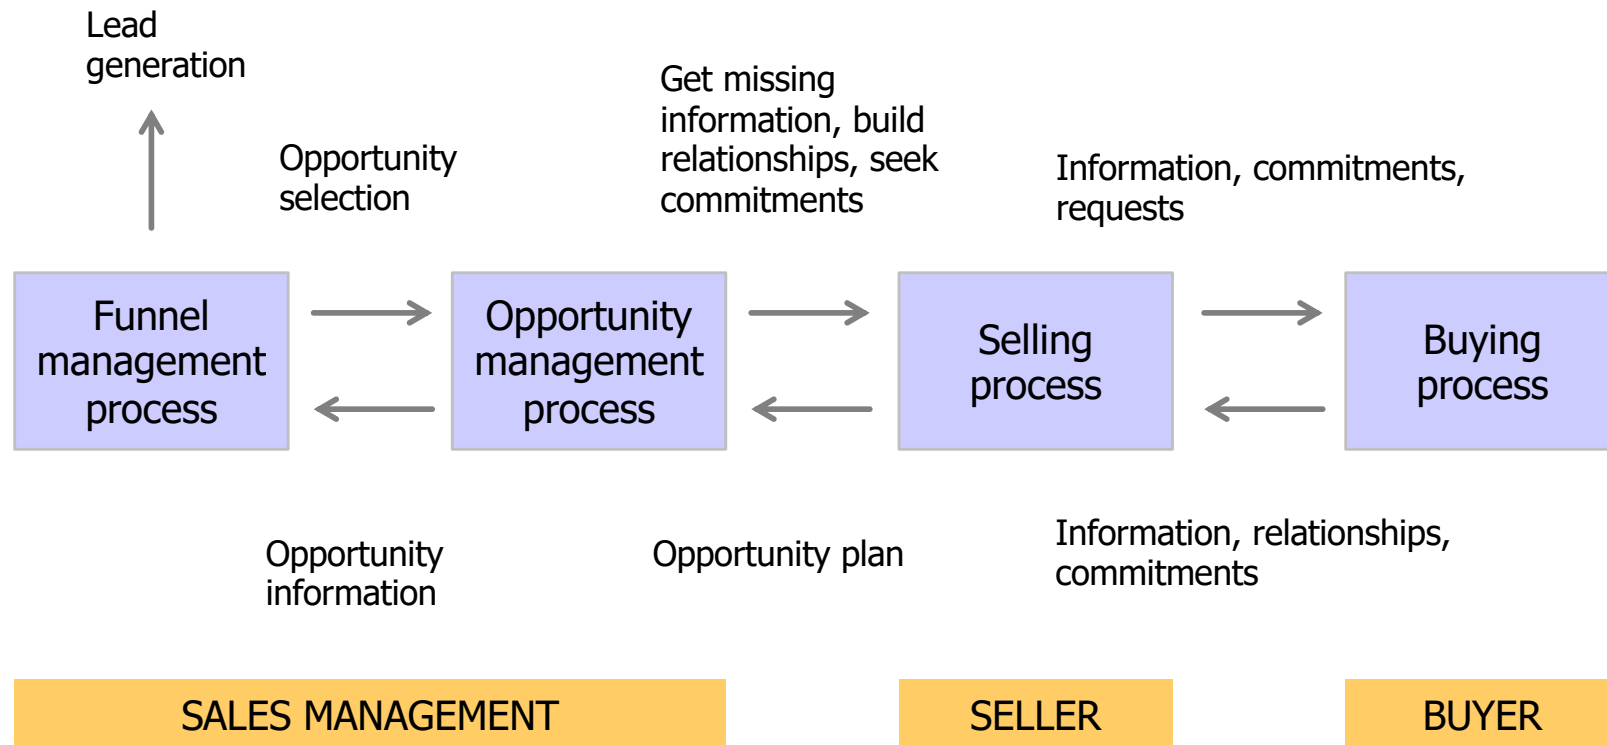 Lead
generation
Get missing
information, build
relationships, seek
commitments
Opportunity
selection
Information, commitments,
requests
Funnel
management
process
Opportunity
management
process
Selling
process
Buying
process
Opportunity
information
Opportunity plan
Information, relationships,
commitments
SALES MANAGEMENT
SELLER
BUYER